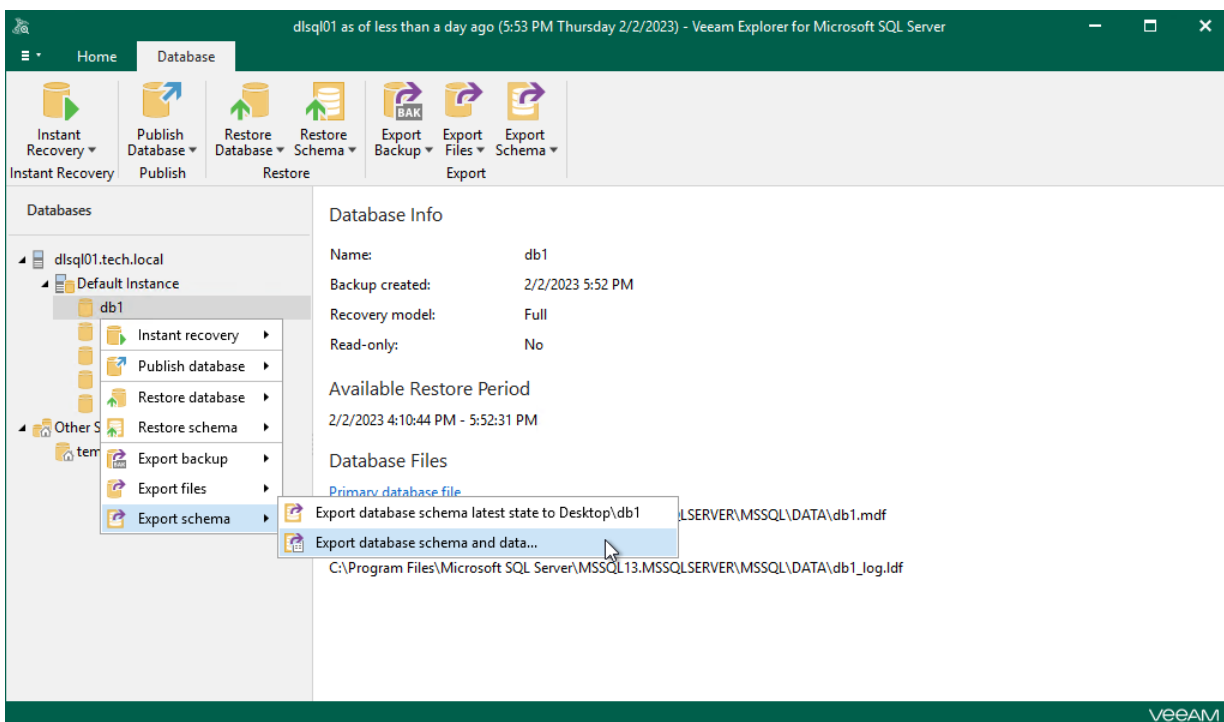 dlsql01 as of less than a day ago (5:53 PM Thursday 2/2/2023) - Veeam Explorer for Microsoft SQL Server
Home Database
Instant Recovery
Publish Database
Restore Database
Restore Schema
BAK
Export Backup
Export Files
Export Schema
Instant Recovery Publish Restore Export
Databases
dlsql01.tech.local
Default Instance
db1
Other S
tem
Instant recovery
Publish database
Restore database
Restore schema
BAK
Export backup
Export files
Export schema
Export database schema latest state to Desktop\db1
Export database schema and data...
Database Info
Name: db1
Backup created: 2/2/2023 5:52 PM
Recovery model: Full
Read-only: No
Available Restore Period
2/2/2023 4:10:44 PM - 5:52:31 PM
Database Files
Primary database file
LSERVER\MSSQL\DATA\db1.mdf
C:\Program Files\Microsoft SQL Server\MSSQL13.MSSQLSERVER\MSSQL\DATA\db1_log.ldf
veeAM